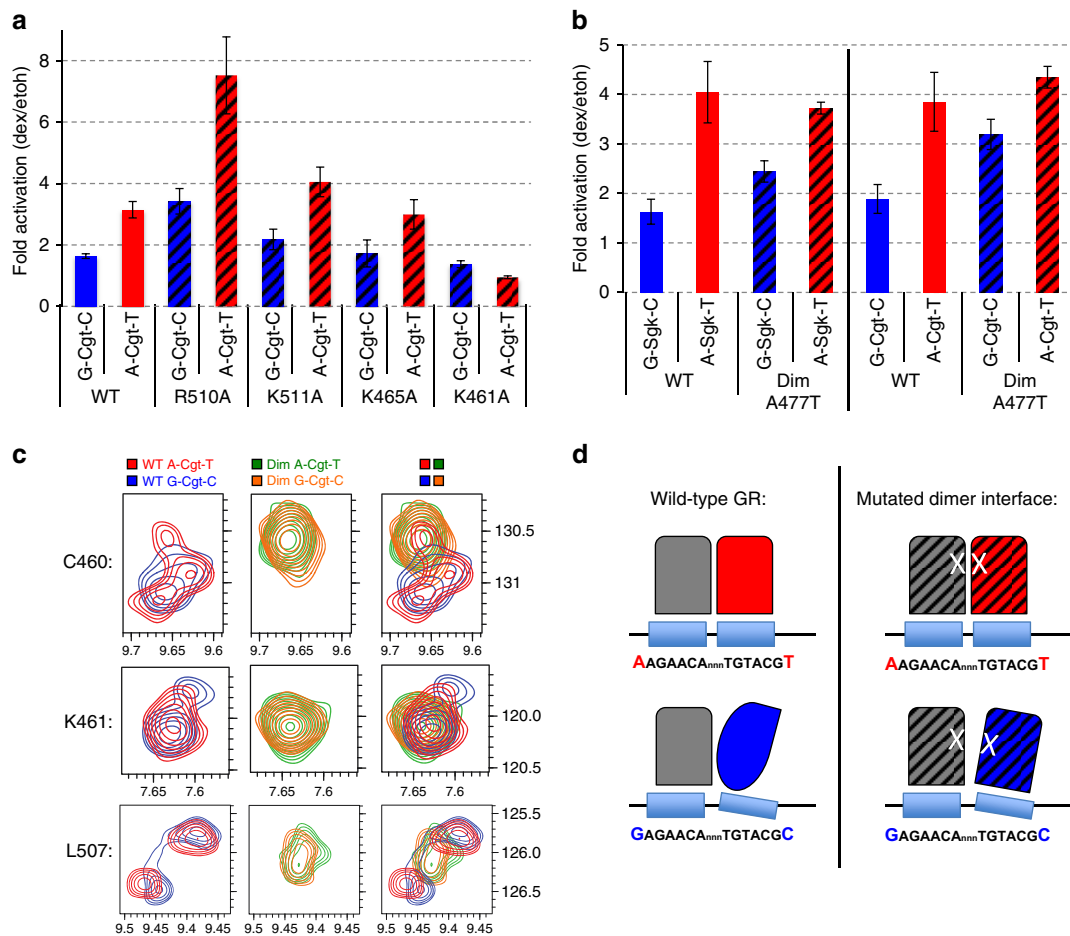 a
Fold activation (dex/etoh)
8
6
4
2
0
G-Cgt-C
A-Cgt-T
G-Cgt-C
A-Cgt-T
G-Cgt-C
A-Cgt-T
G-Cgt-C
A-Cgt-T
G-Cgt-C
A-Cgt-T
WT
R510A
K511A
K465A
K461A
b
Fold activation (dex/etoh)
5
4
3
2
1
0
G-Sgk-C
A-Sgk-T
G-Sgk-C
A-Sgk-T
G-Cgt-C
A-Cgt-T
G-Cgt-C
A-Cgt-T
WT
Dim
A477T
WT
Dim
A477T
c
WT A-Cgt-T
WT G-Cgt-C
Dim A-Cgt-T
Dim G-Cgt-C
C460:
130.5
131
9.7 9.65 9.6
9.7 9.65 9.6
9.7 9.65 9.6
K461:
120.0
120.5
7.65 7.6
7.65 7.6
7.65 7.6
L507:
125.5
126.0
126.5
9.5 9.45 9.4 9.45
9.5 9.45 9.4 9.45
9.5 9.45 9.4 9.45
d
Wild-type GR:
Mutated dimer interface:
X X
AAGAACAnnnTGTACGT
AAGAACAnnnTGTACGT
X X
GAGAACAnnnTGTACGC
GAGAACAnnnTGTACGC